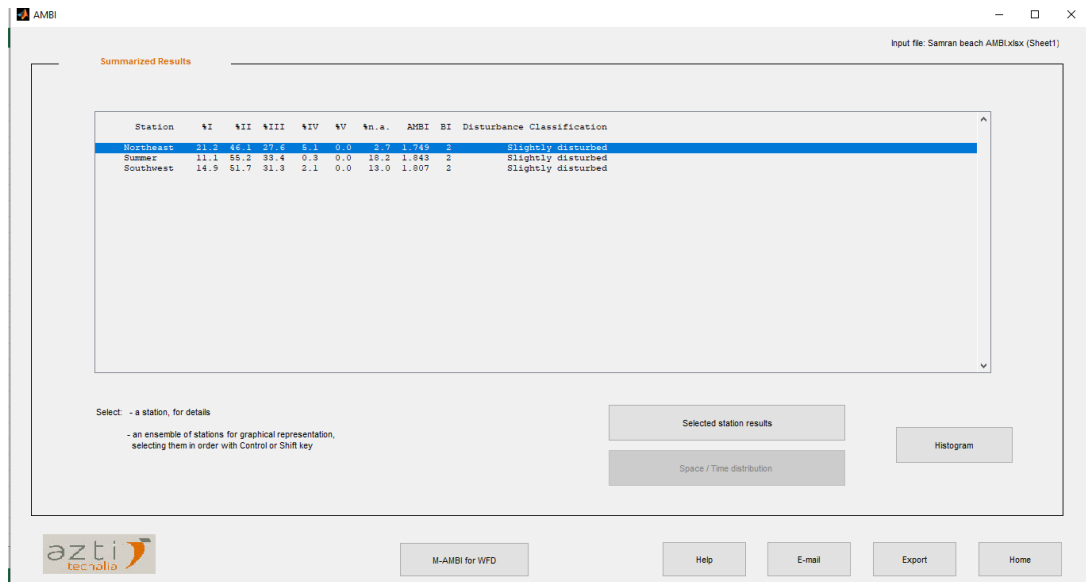 AMBI
Input file: Samran beach AMBI.xlsx (Sheet1)
Summarized Results
Station %I %II %III %IV %V %n.a. AMBI BI Disturbance Classification
Northeast 21.2 46.1 27.6 5.1 0.0 2.7 1.749 2 Slightly disturbed
Summer 11.1 55.2 33.4 0.3 0.0 18.2 1.843 2 Slightly disturbed
Southwest 14.9 51.7 31.3 2.1 0.0 13.0 1.807 2 Slightly disturbed
Select: - a station, for details
- an ensemble of stations for graphical representation,
selecting them in order with Control or Shift key
Selected station results
Histogram
Space / Time distribution
azti
tecnalia
M-AMBI for WFD
Help
E-mail
Export
Home